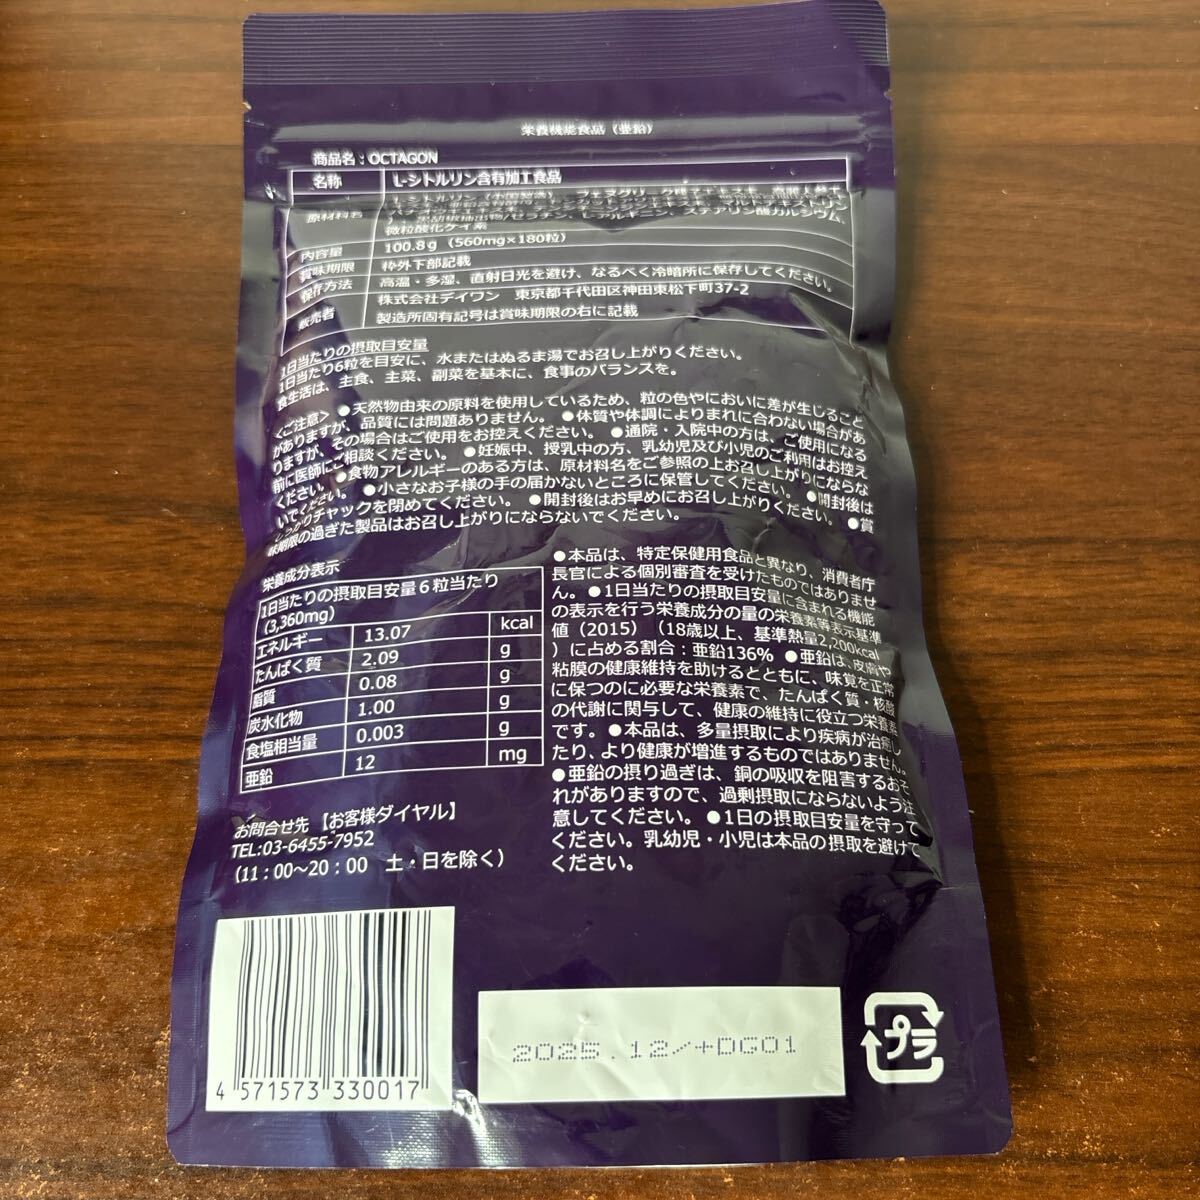 栄養機能食品（亜鉛）
商品名：OCTAGON
名称 L-シトルリン含有加工食品
原材料名
ゼラチン、L-アルギニン、ステアリン酸カルシウム、
微粒酸化ケイ素
内容量 100.8g（560mg×180粒）
賞味期限 枠外下部記載
保存方法 高温・多湿、直射日光を避け、なるべく冷暗所に保存してください。
販売者 株式会社デイワン 東京都千代田区神田東松下町37-2
製造所固有記号は賞味期限の右に記載
1日当たりの摂取目安量
1日当たり6粒を目安に、水またはぬるま湯でお召し上がりください。
食生活は、主食、主菜、副菜を基本に、食事のバランスを。
＜ご注意＞ ●天然物由来の原料を使用しているため、粒の色やにおいに差が生じること
がありますが、品質には問題ありません。 ●体質や体調によりまれに合わない場合があ
りますが、その場合はご使用をお控えください。 ●通院・入院中の方は、ご使用になる
前に医師にご相談ください。 ●妊娠中、授乳中の方、乳幼児及び小児のご利用はお控え
ください。 ●食物アレルギーのある方は、原材料名をご参照の上お召し上がりにならな
いでください。 ●小さなお子様の手の届かないところに保管してください。 ●開封後は
しっかりチャックを閉めてください。 ●開封後はお早めにお召し上がりください。 ●賞
味期限の過ぎた製品はお召し上がりにならないでください。
栄養成分表示
1日当たりの摂取目安量６粒当たり
(3,360mg)
エネルギー 13.07 kcal
たんぱく質 2.09 g
脂質 0.08 g
炭水化物 1.00 g
食塩相当量 0.003 g
亜鉛 12 mg
●本品は、特定保健用食品と異なり、消費者庁
長官による個別審査を受けたものではありませ
ん。 ●1日当たりの摂取目安量に含まれる機能
の表示を行う栄養成分の量の栄養素等表示基準
値（2015）（18歳以上、基準熱量2,200kcal
）に占める割合：亜鉛136% ●亜鉛は、皮膚や
粘膜の健康維持を助けるとともに、味覚を正常
に保つのに必要な栄養素で、たんぱく質・核酸
の代謝に関与して、健康の維持に役立つ栄養素
です。 ●本品は、多量摂取により疾病が治癒し
たり、より健康が増進するものではありません。
●亜鉛の摂り過ぎは、銅の吸収を阻害するおそ
れがありますので、過剰摂取にならないよう注
意してください。 ●1日の摂取目安量を守って
ください。乳幼児・小児は本品の摂取を避けて
ください。
お問合せ先 【お客様ダイヤル】
TEL:03-6455-7952
（11：00～20：00 土・日を除く）
4 571573 330017
2025.12/+DG01
プラ